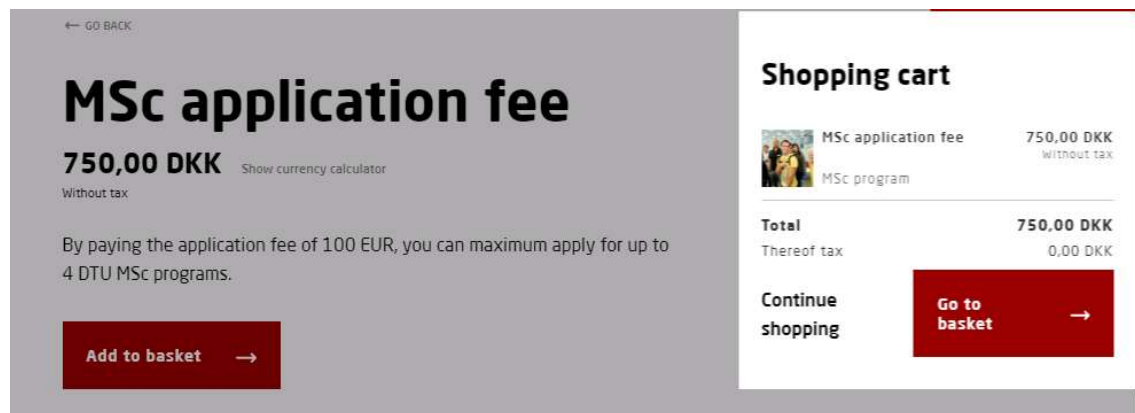 ← GO BACK
MSc application fee
750,00 DKK Show currency calculator
Without tax
By paying the application fee of 100 EUR, you can maximum apply for up to
4 DTU MSc programs.
Add to basket →
Shopping cart
MSc application fee 750,00 DKK
Without tax
MSc program
Total 750,00 DKK
Thereof tax 0,00 DKK
Continue
shopping
Go to
basket →